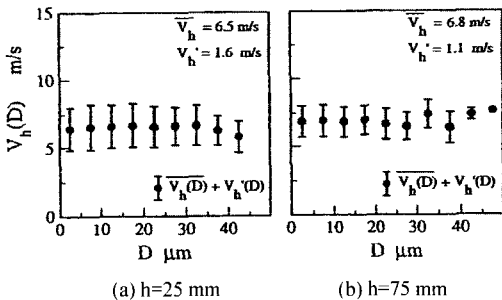 V̅h = 6.5 m/s
Vh' = 1.6 m/s
V̅h = 6.8 m/s
Vh' = 1.1 m/s
15
10
5
0
Vh(D) m/s
V̅h(D) + Vh'(D)
V̅h(D) + Vh'(D)
0 10 20 30 40
0 10 20 30 40
D μm
D μm
(a) h=25 mm
(b) h=75 mm